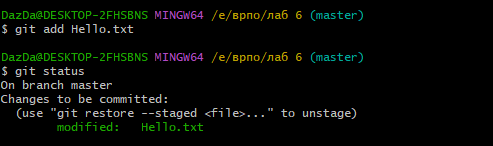 DazDa@DESKTOP-2FHSBNS MINGW64 /e/врпо/лаб 6 (master)
$ git add Hello.txt

DazDa@DESKTOP-2FHSBNS MINGW64 /e/врпо/лаб 6 (master)
$ git status
On branch master
Changes to be committed:
  (use "git restore --staged <file>..." to unstage)
        modified:   Hello.txt